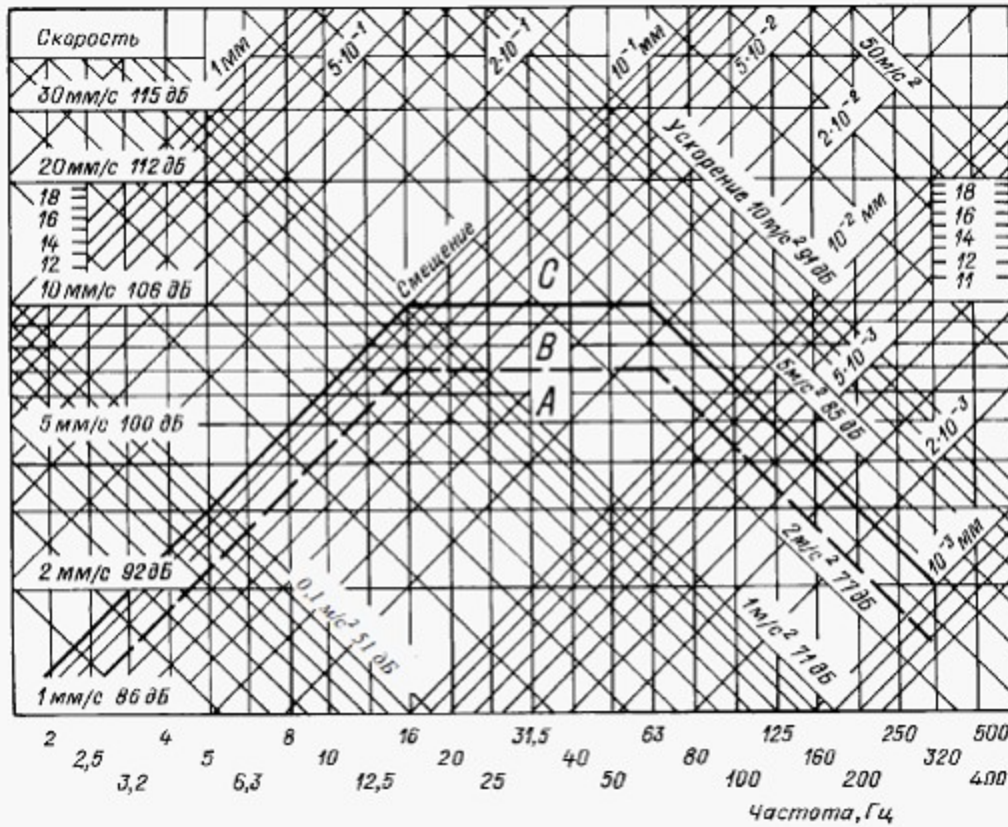 Скорость
30 мм/с 115 дБ
20 мм/с 112 дБ
18
16
14
12
10 мм/с 106 дБ
5 мм/с 100 дБ
2 мм/с 92 дБ
1 мм/с 86 дБ
1 мм
5·10⁻¹
2·10⁻¹
10⁻¹ мм
5·10⁻²
50 м/с²
2·10⁻²
Ускорение 10 м/с² 91 дБ
10⁻² мм
18
16
14
12
11
Смещение
C
B
A
5 м/с² 85 дБ
5·10⁻³
2·10⁻³
10⁻³ мм
2 м/с² 77 дБ
1 м/с² 71 дБ
0,1 м/с² 51 дБ
2 4 8 16 31,5 63 125 250 500
2,5 5 10 20 40 80 160 320
3,2 6,3 12,5 25 50 100 200 400
Частота, Гц